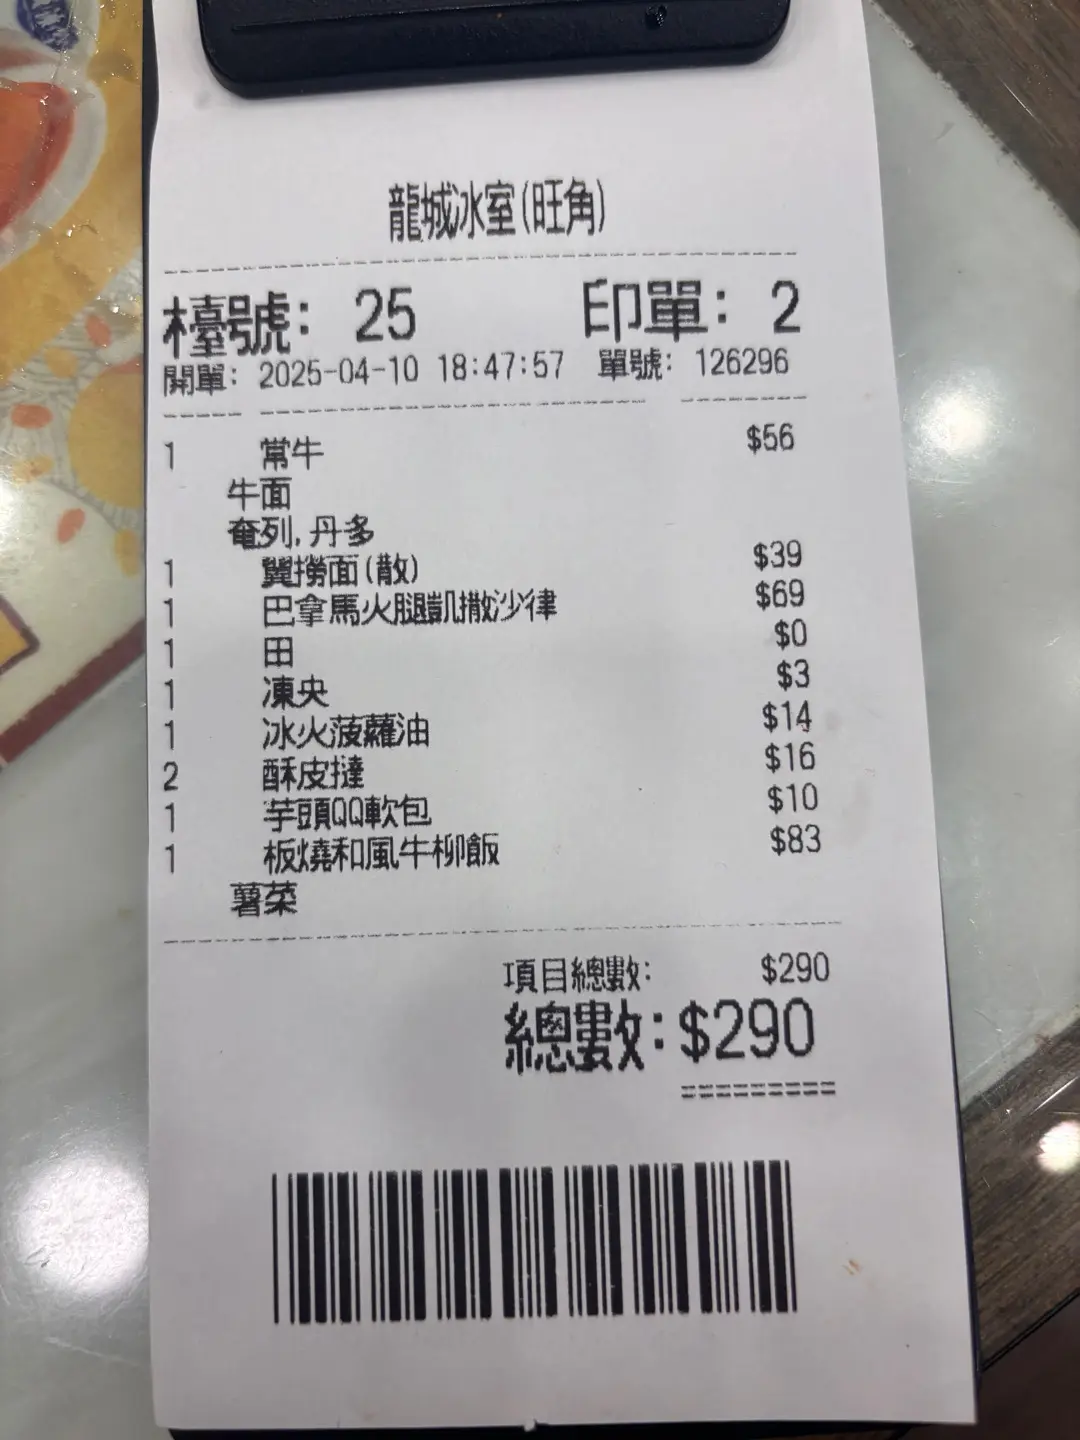 龍城冰室(旺角)
檯號: 25 印單: 2
開單: 2025-04-10 18:47:57 單號: 126296
1 常牛 $56
牛面
奄列,丹多
1 翼撈面(散) $39
1 巴拿馬火腿凱撒沙律 $69
1 田 $0
1 凍央 $3
1 冰火菠蘿油 $14
2 酥皮撻 $16
1 芋頭QQ軟包 $10
1 板燒和風牛柳飯 $83
薯菜
項目總數: $290
總數: $290
=========